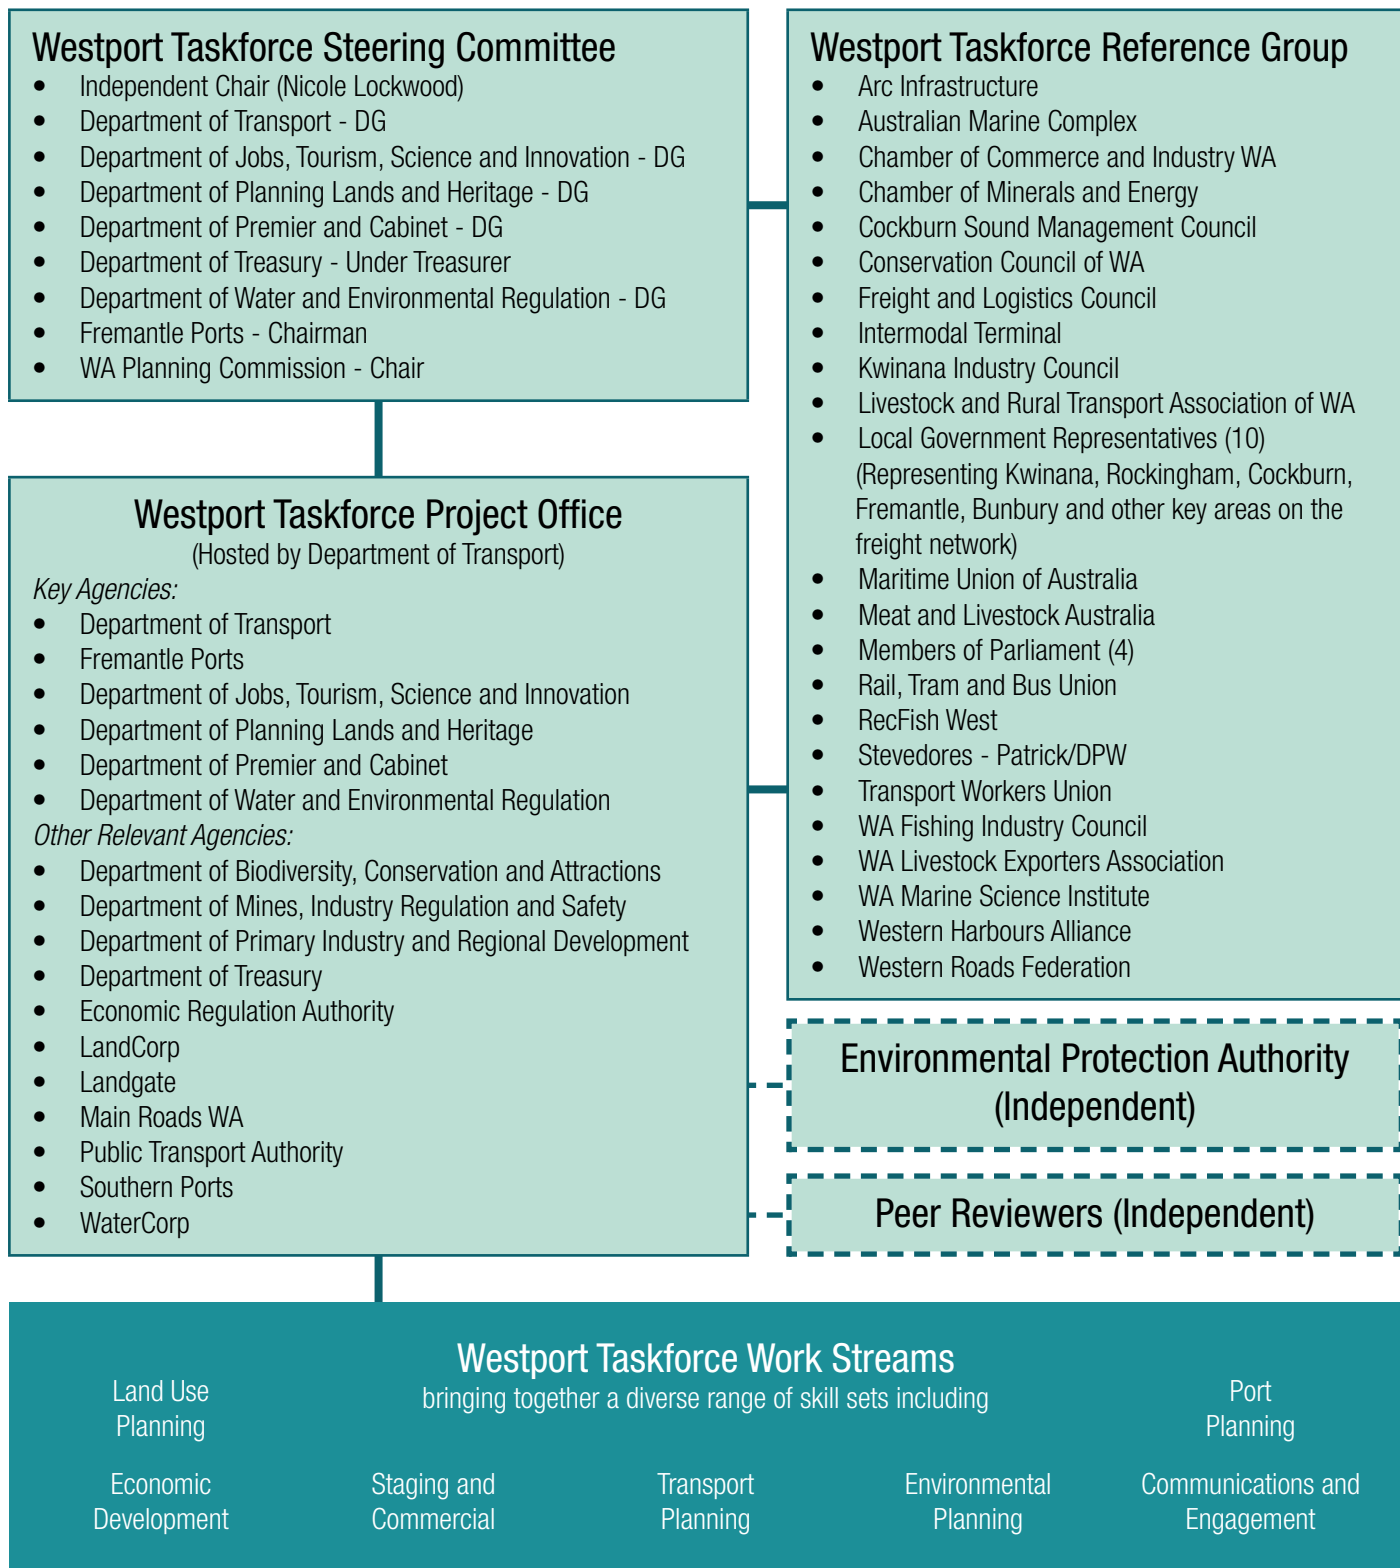 Westport Taskforce Steering Committee
• Independent Chair (Nicole Lockwood)
• Department of Transport - DG
• Department of Jobs, Tourism, Science and Innovation - DG
• Department of Planning Lands and Heritage - DG
• Department of Premier and Cabinet - DG
• Department of Treasury - Under Treasurer
• Department of Water and Environmental Regulation - DG
• Fremantle Ports - Chairman
• WA Planning Commission - Chair
Westport Taskforce Reference Group
• Arc Infrastructure
• Australian Marine Complex
• Chamber of Commerce and Industry WA
• Chamber of Minerals and Energy
• Cockburn Sound Management Council
• Conservation Council of WA
• Freight and Logistics Council
• Intermodal Terminal
• Kwinana Industry Council
• Livestock and Rural Transport Association of WA
• Local Government Representatives (10)
(Representing Kwinana, Rockingham, Cockburn,
Fremantle, Bunbury and other key areas on the
freight network)
• Maritime Union of Australia
• Meat and Livestock Australia
• Members of Parliament (4)
• Rail, Tram and Bus Union
• RecFish West
• Stevedores - Patrick/DPW
• Transport Workers Union
• WA Fishing Industry Council
• WA Livestock Exporters Association
• WA Marine Science Institute
• Western Harbours Alliance
• Western Roads Federation
Westport Taskforce Project Office
(Hosted by Department of Transport)
Key Agencies:
• Department of Transport
• Fremantle Ports
• Department of Jobs, Tourism, Science and Innovation
• Department of Planning Lands and Heritage
• Department of Premier and Cabinet
• Department of Water and Environmental Regulation
Other Relevant Agencies:
• Department of Biodiversity, Conservation and Attractions
• Department of Mines, Industry Regulation and Safety
• Department of Primary Industry and Regional Development
• Department of Treasury
• Economic Regulation Authority
• LandCorp
• Landgate
• Main Roads WA
• Public Transport Authority
• Southern Ports
• WaterCorp
Environmental Protection Authority
(Independent)
Peer Reviewers (Independent)
Westport Taskforce Work Streams
bringing together a diverse range of skill sets including
Land Use
Planning
Port
Planning
Economic
Development
Staging and
Commercial
Transport
Planning
Environmental
Planning
Communications and
Engagement